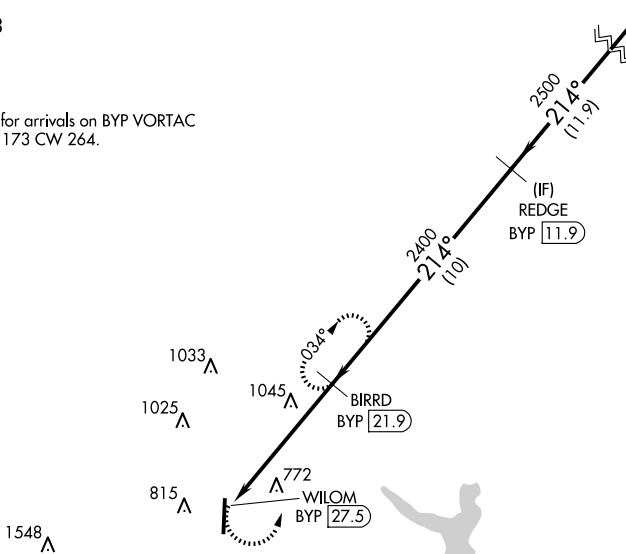 for arrivals on BYP VORTAC
173 CW 264.
2500
214°
(11.9)
(IF)
REDGE
BYP 11.9
2400
214°
(10)
034°
1033
1045
BIRRD
BYP 21.9
1025
772
815
WILOM
BYP 27.5
1548